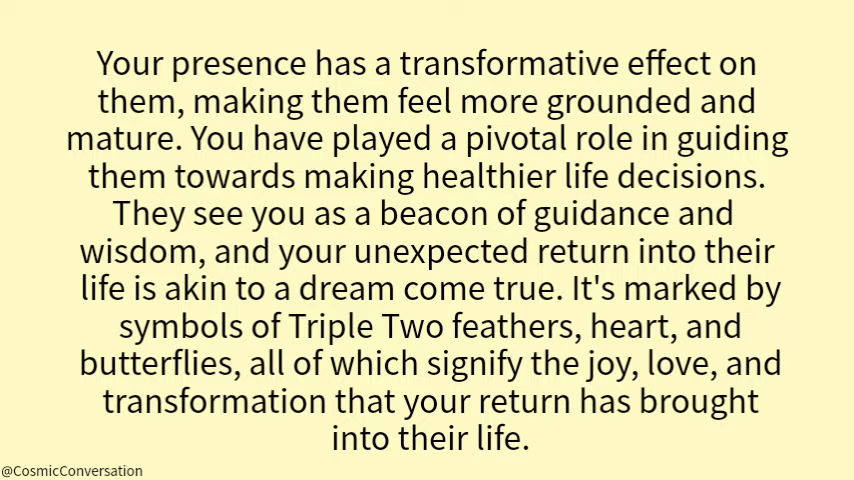 Your presence has a transformative effect on
them, making them feel more grounded and
mature. You have played a pivotal role in guiding
them towards making healthier life decisions.
They see you as a beacon of guidance and
wisdom, and your unexpected return into their
life is akin to a dream come true. It's marked by
symbols of Triple Two feathers, heart, and
butterflies, all of which signify the joy, love, and
transformation that your return has brought
into their life.
@CosmicConversation